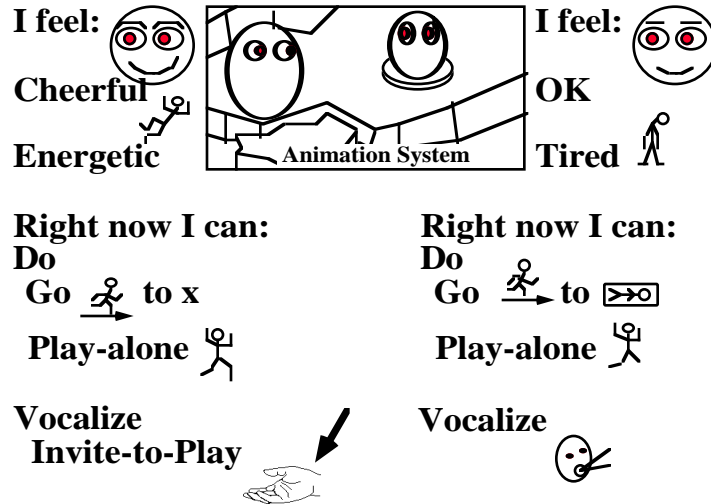 I feel:
Cheerful
Energetic
Animation System
I feel:
OK
Tired
Right now I can:
Do
Go to x
Play-alone
Vocalize
Invite-to-Play
Right now I can:
Do
Go to
Play-alone
Vocalize